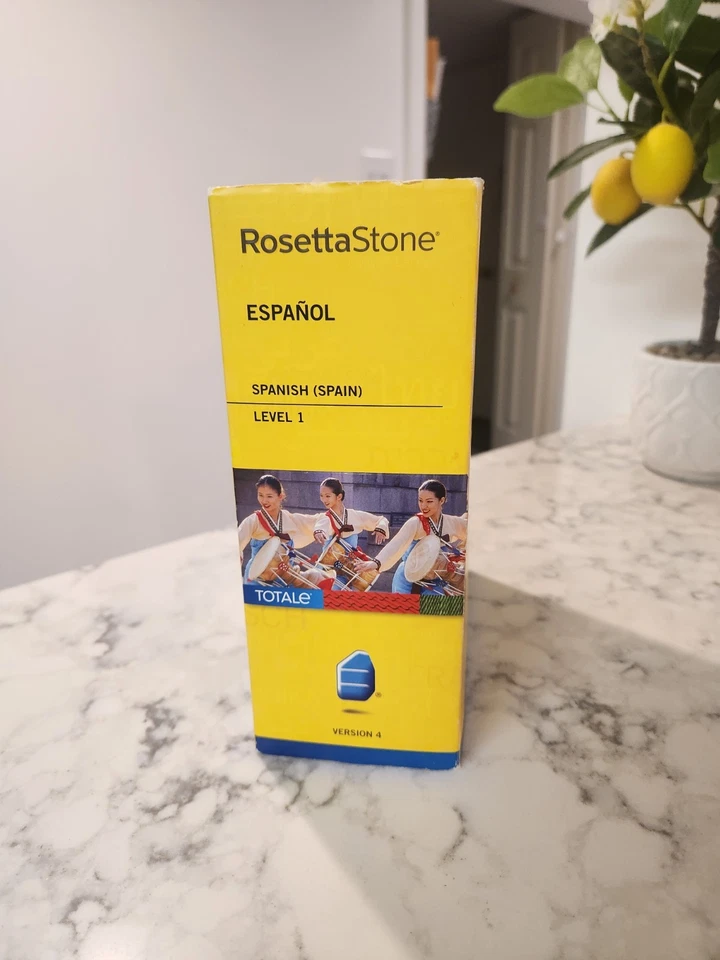 RosettaStone®
ESPAÑOL
SPANISH (SPAIN)
LEVEL 1
TOTALe®
®
VERSION 4